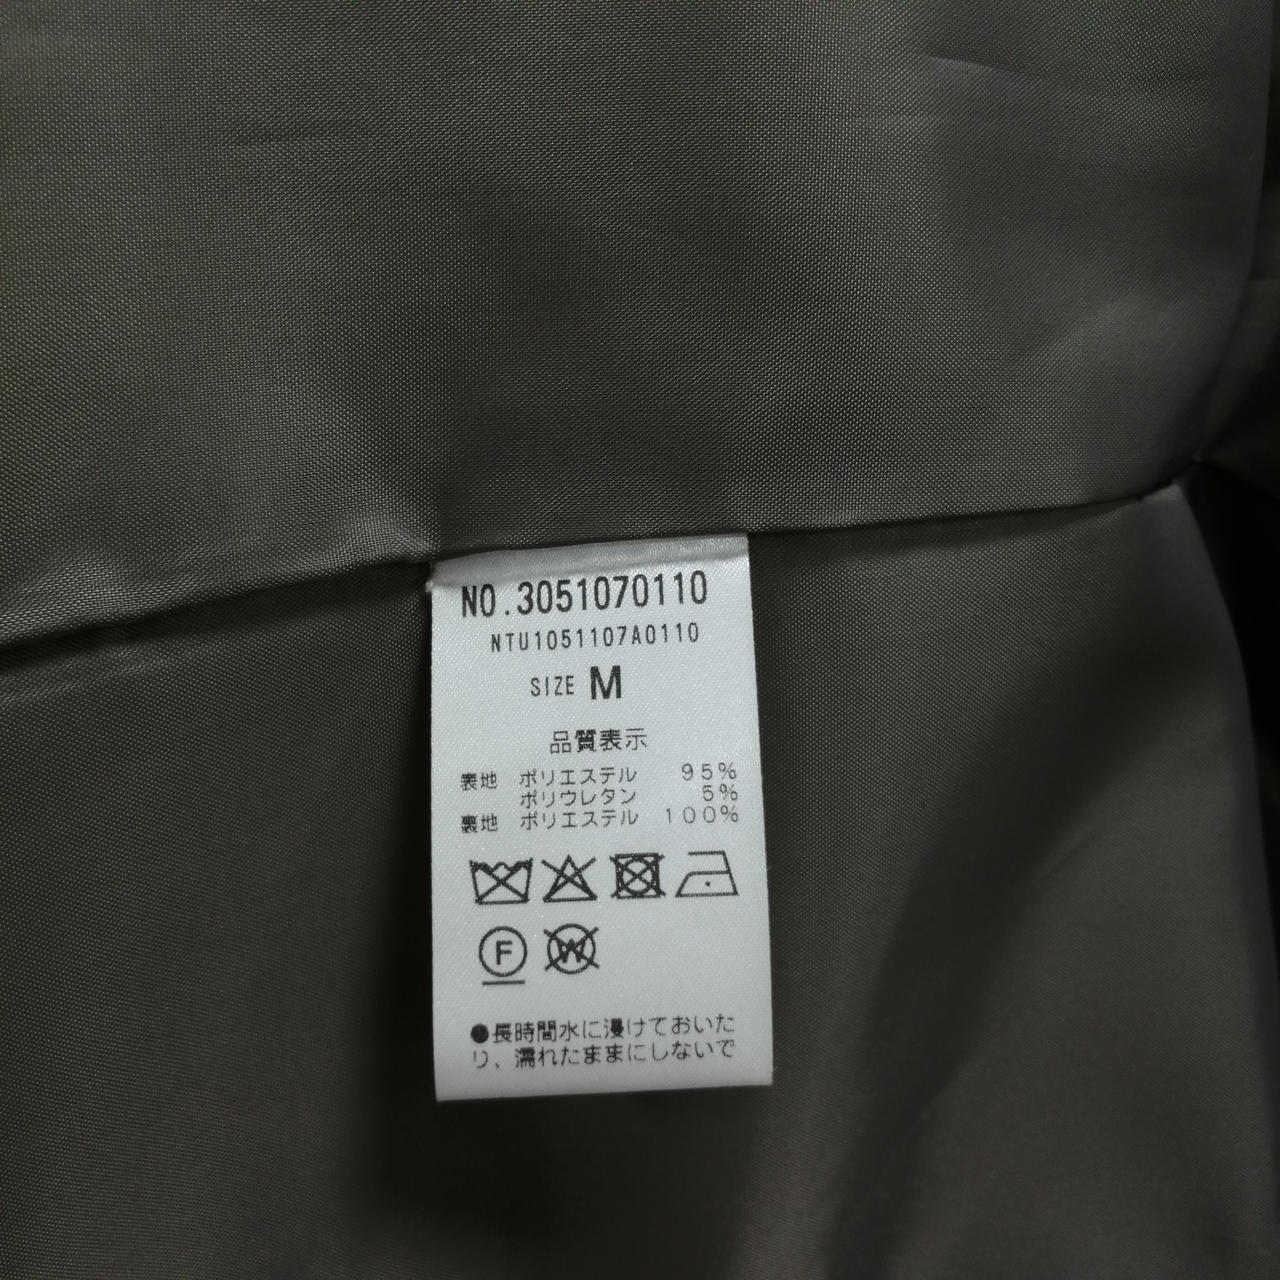 NO.3051070110
NTU1051107A0110
SIZE M
品質表示
表地 ポリエステル 95%
ポリウレタン 5%
裏地 ポリエステル 100%
F W
●長時間水に浸けておいた
り、濡れたままにしないで